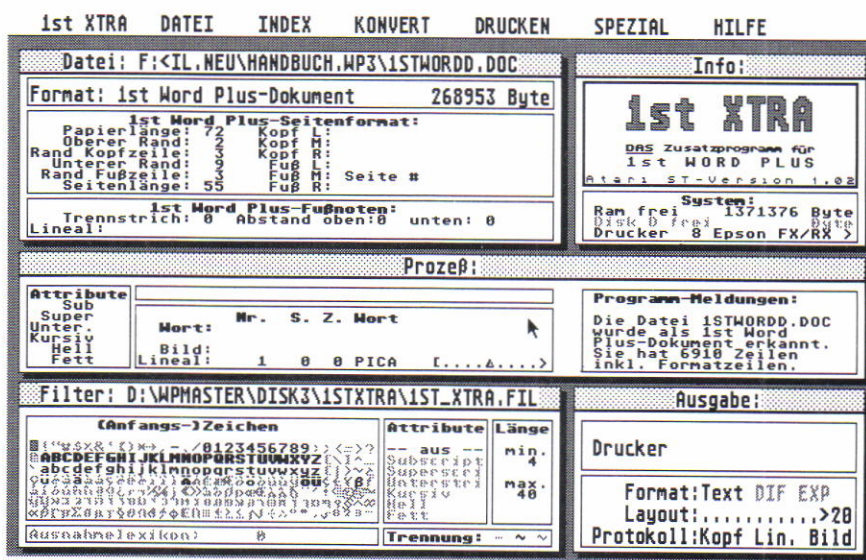 1st XTRA DATEI INDEX KONVERT DRUCKEN SPEZIAL HILFE
Datei: F:<IL.NEU\HANDBUCH.WP3\1STWORDD.DOC
Format: 1st Word Plus-Dokument 268953 Byte
1st Word Plus-Seitenformat:
Papierlänge: 72 Kopf L:
Oberer Rand: 2 Kopf M:
Rand Kopfzeile: 3 Kopf R:
Unterer Rand: 9 Fuß L:
Rand Fußzeile: 3 Fuß M: Seite #
Seitenlänge: 55 Fuß R:
1st Word Plus-Fußnoten:
Trennstrich: 0 Abstand oben:0 unten: 0
Lineal:
Info:
1st XTRA
DAS Zusatzprogramm für
1st WORD PLUS
Atari ST-Version 1.02
System:
Ram frei 1371376 Byte
Disk D frei Byte
Drucker 8 Epson FX/RX >
Prozeß:
Attribute
Sub
Super
Unter.
Kursiv
Hell
Fett
Nr. S. Z. Wort
Wort:
Bild:
Lineal: 1 0 0 PICA [....▵....>
Programm-Meldungen:
Die Datei 1STWORDD.DOC
wurde als 1st Word
Plus-Dokument erkannt.
Sie hat 6910 Zeilen
inkl. Formatzeilen.
Filter: D:\WPMASTER\DISK3\1STXTRA\1ST_XTRA.FIL
(Anfangs-)Zeichen
/0123456789
ABCDEFGHIJKLMNOPQRSTUVWXYZ
abcdefghijklmnopqrstuvwxyz
Ausnahmelexikon: 0
Attribute
-- aus --
Subscript
Superscri
Unterstri
Kursiv
Hell
Fett
Länge
min.
4
max.
40
Trennung: – ~ ~
Ausgabe:
Drucker
Format:Text DIF EXP
Layout:...........>20
Protokoll:Kopf Lin. Bild